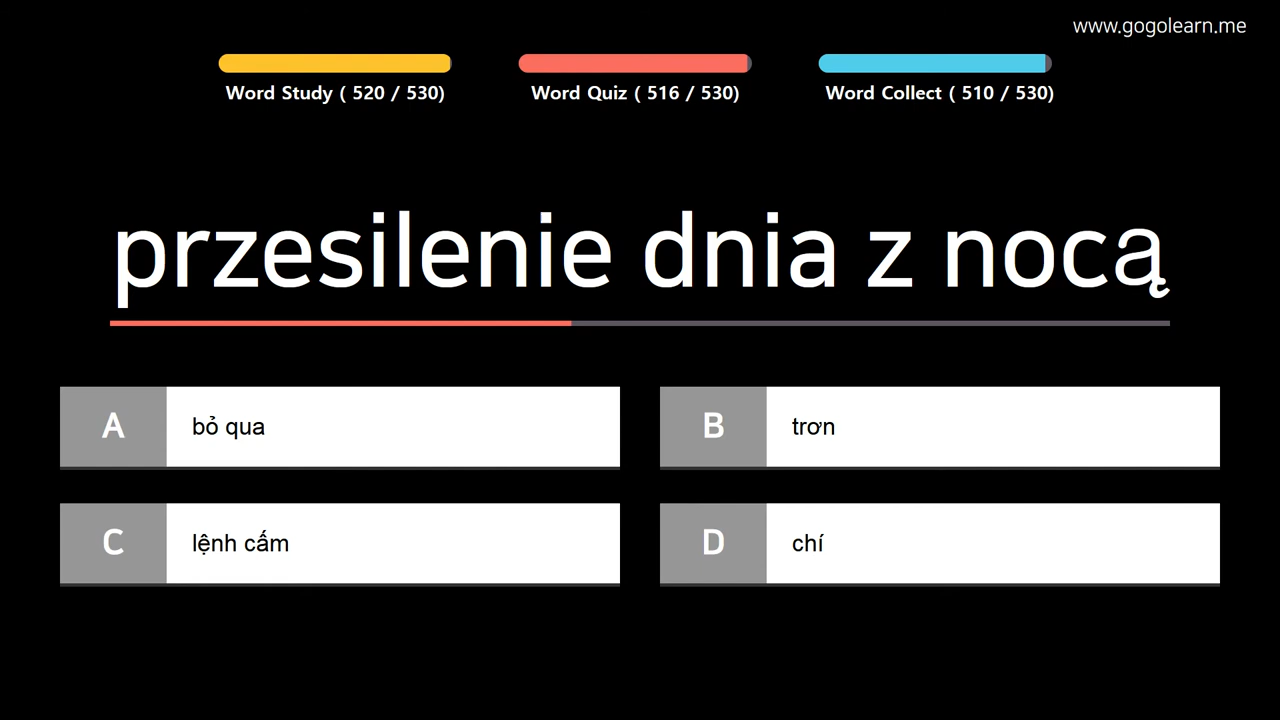 www.gogolearn.me
Word Study ( 520 / 530)
Word Quiz ( 516 / 530)
Word Collect ( 510 / 530)
przesilenie dnia z nocą
A
bỏ qua
B
trơn
C
lệnh cấm
D
chí